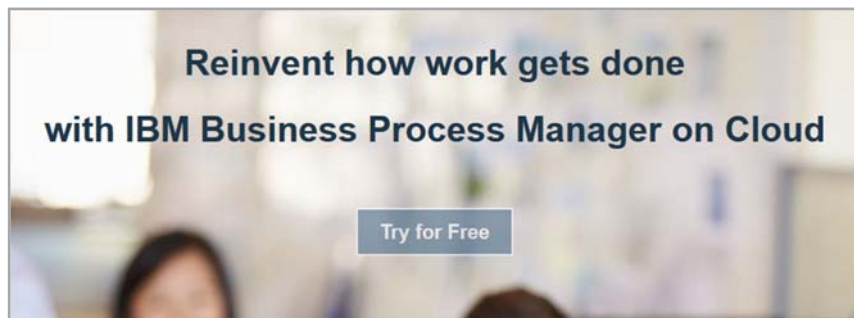 Reinvent how work gets done
with IBM Business Process Manager on Cloud
Try for Free